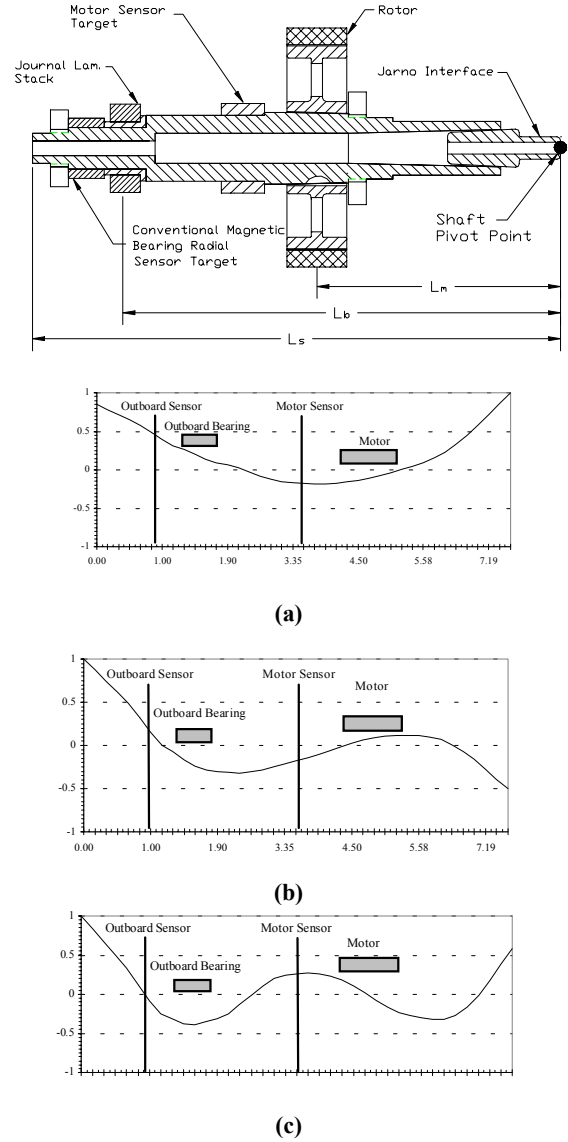 Motor Sensor
Target
Rotor
Journal Lam.
Stack
Jarno Interface
Conventional Magnetic
Bearing Radial
Sensor Target
Shaft
Pivot Point
Lm
Lb
Ls
1
0.5
0
-0.5
-1
Outboard Sensor
Motor Sensor
Outboard Bearing
Motor
0.00 1.00 1.90 3.35 4.50 5.58 7.19
(a)
1
0.5
0
-0.5
-1
Outboard Sensor
Motor Sensor
Motor
Outboard Bearing
0.00 1.00 1.90 3.35 4.50 5.58 7.19
(b)
1
0.5
0
-0.5
-1
Outboard Sensor
Motor Sensor
Motor
Outboard Bearing
(c)